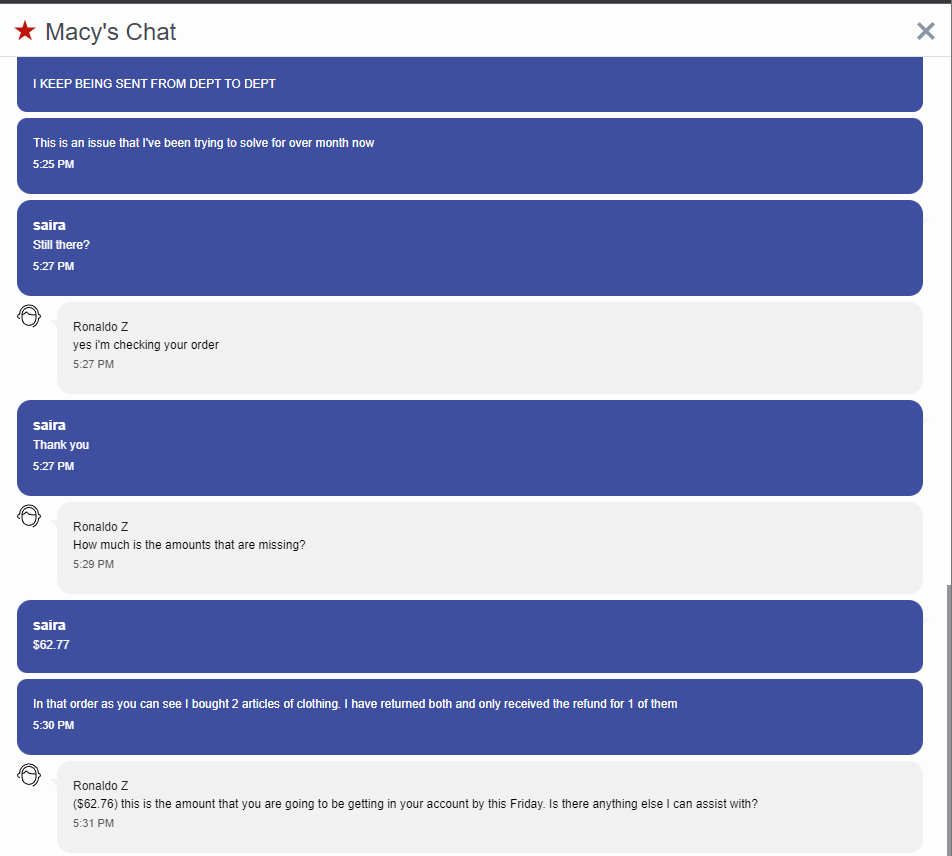 Macy's Chat
I KEEP BEING SENT FROM DEPT TO DEPT
This is an issue that I've been trying to solve for over month now
5:25 PM
saira
Still there?
5:27 PM
Ronaldo Z
yes i'm checking your order
5:27 PM
saira
Thank you
5:27 PM
Ronaldo Z
How much is the amounts that are missing?
5:29 PM
saira
$62.77
In that order as you can see I bought 2 articles of clothing. I have returned both and only received the refund for 1 of them
5:30 PM
Ronaldo Z
($62.76) this is the amount that you are going to be getting in your account by this Friday. Is there anything else I can assist with?
5:31 PM